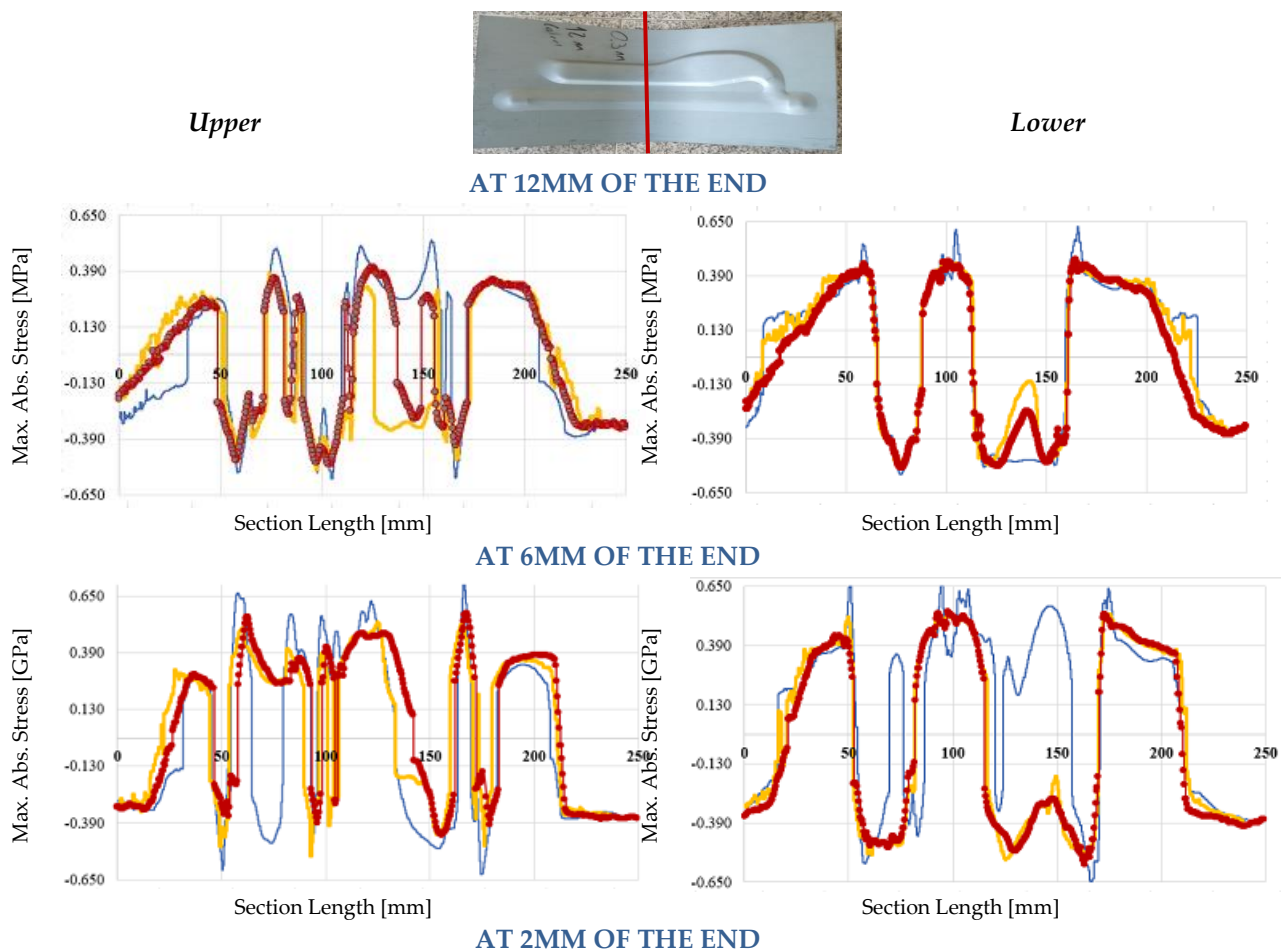 12m
0.3m
Upper
Lower
AT 12MM OF THE END
Max. Abs. Stress [MPa]
0.650
0.390
0.130
-0.130
-0.390
-0.650
0 50 100 150 200 250
Section Length [mm]
Max. Abs. Stress [MPa]
0.650
0.390
0.130
-0.130
-0.390
-0.650
0 50 100 150 200 250
Section Length [mm]
AT 6MM OF THE END
Max. Abs. Stress [GPa]
0.650
0.390
0.130
-0.130
-0.390
-0.650
0 50 100 150 200 250
Section Length [mm]
Max. Abs. Stress [GPa]
0.650
0.390
0.130
-0.130
-0.390
-0.650
0 50 100 150 200 250
Section Length [mm]
AT 2MM OF THE END